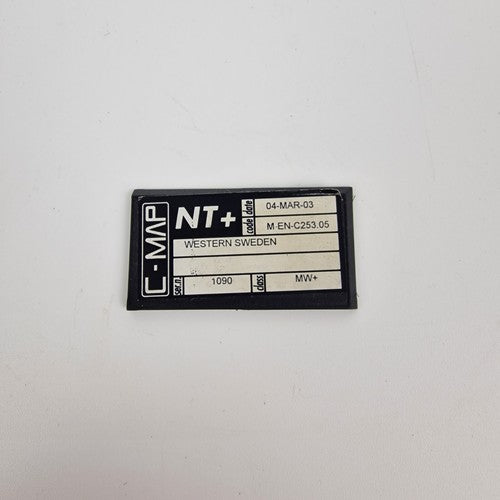 C-MAP
NT+
date 04-MAR-03
code M-EN-C253.05
WESTERN SWEDEN
ser.n. 1090 class MW+